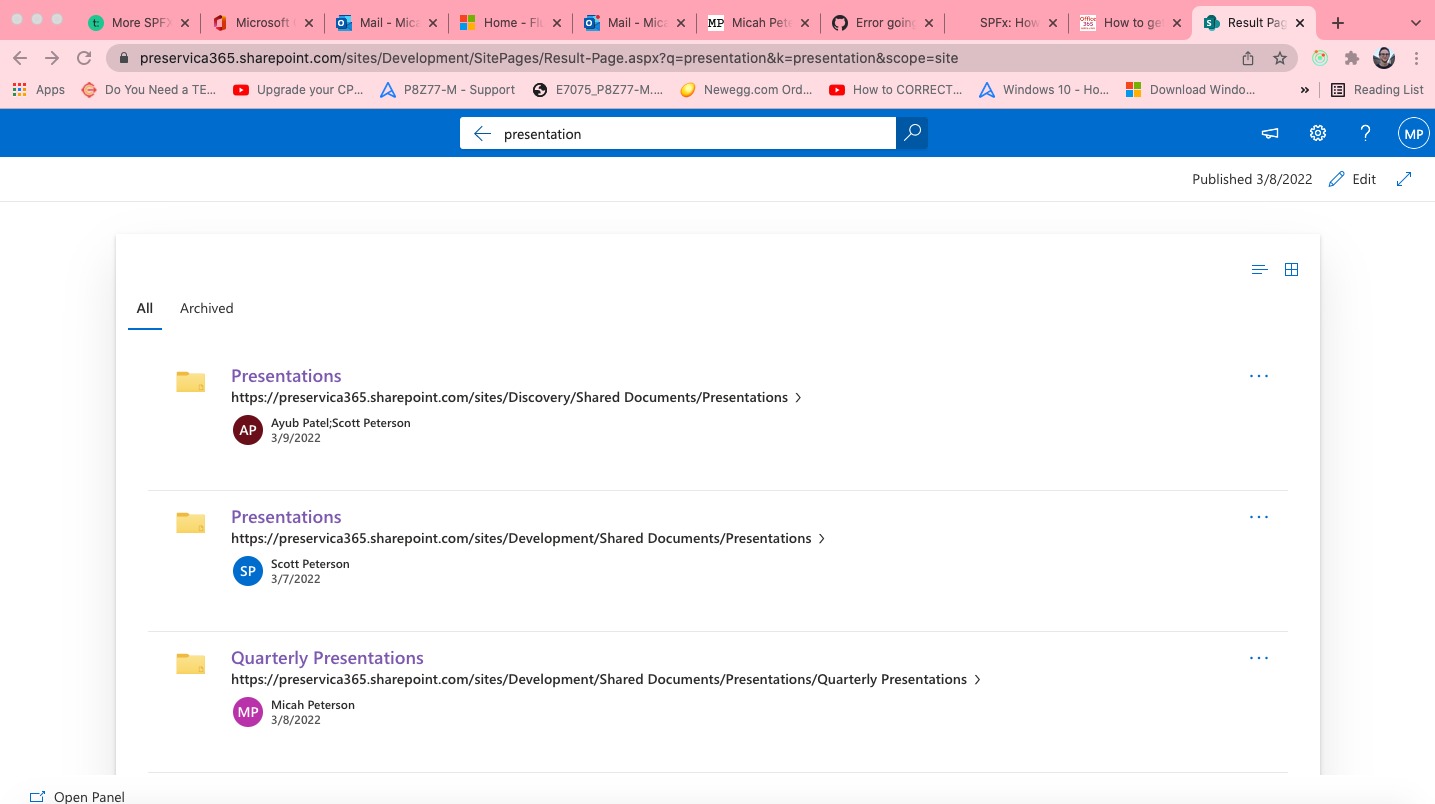 More SPFx
Microsoft
Mail - Mica
Home - Flu
Mail - Mica
MP Micah Pete
Error going
SPFx: How
Office 365 How to get
Result Pag
preservica365.sharepoint.com/sites/Development/SitePages/Result-Page.aspx?q=presentation&k=presentation&scope=site
Apps
Do You Need a TE...
Upgrade your CP...
P8Z77-M - Support
E7075_P8Z77-M....
Newegg.com Ord...
How to CORRECT...
Windows 10 - Ho...
Download Windo...
»
Reading List
presentation
?
MP
Published 3/8/2022
Edit
All
Archived
Presentations
...
https://preservica365.sharepoint.com/sites/Discovery/Shared Documents/Presentations >
AP
Ayub Patel;Scott Peterson
3/9/2022
Presentations
...
https://preservica365.sharepoint.com/sites/Development/Shared Documents/Presentations >
SP
Scott Peterson
3/7/2022
Quarterly Presentations
...
https://preservica365.sharepoint.com/sites/Development/Shared Documents/Presentations/Quarterly Presentations >
MP
Micah Peterson
3/8/2022
Open Panel